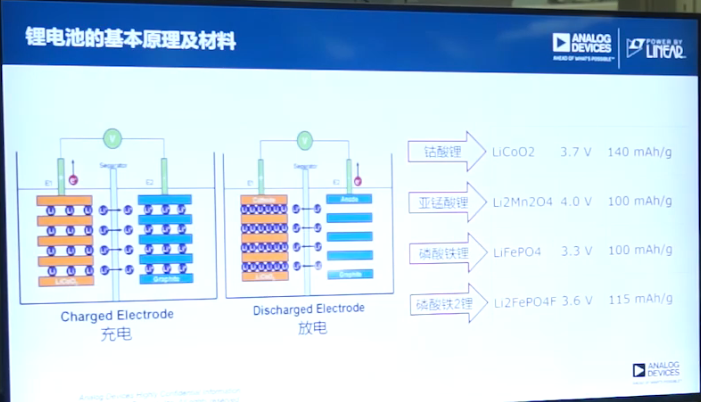 锂电池的基本原理及材料
ANALOG DEVICES
AHEAD OF WHAT'S POSSIBLE™
POWER BY LINEAR
V
Separator
E1
E2
Graphite
Charged Electrode
充电
V
Separator
E1
E2
Cathode
Anode
Graphite
Discharged Electrode
放电
钴酸锂 LiCoO2 3.7 V 140 mAh/g
亚锰酸锂 Li2Mn2O4 4.0 V 100 mAh/g
磷酸铁锂 LiFePO4 3.3 V 100 mAh/g
磷酸铁2锂 Li2FePO4F 3.6 V 115 mAh/g
ANALOG DEVICES